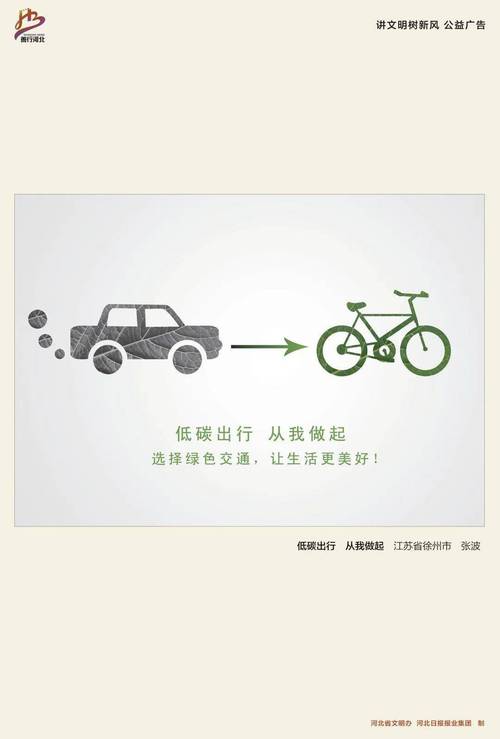 善行河北
讲文明树新风 公益广告
低碳出行 从我做起
选择绿色交通，让生活更美好！
低碳出行 从我做起 江苏省徐州市 张波
河北省文明办 河北日报报业集团 制